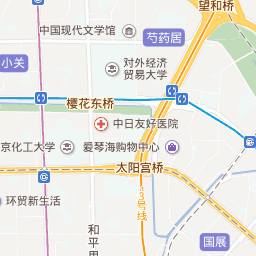 望和桥
中国现代文学馆
芍药居
小关
对外经济
贸易大学
樱花东桥
中日友好医院
京化工大学
爱琴海购物中心
太阳宫桥
13号线
环贸新生活
和平里
国展